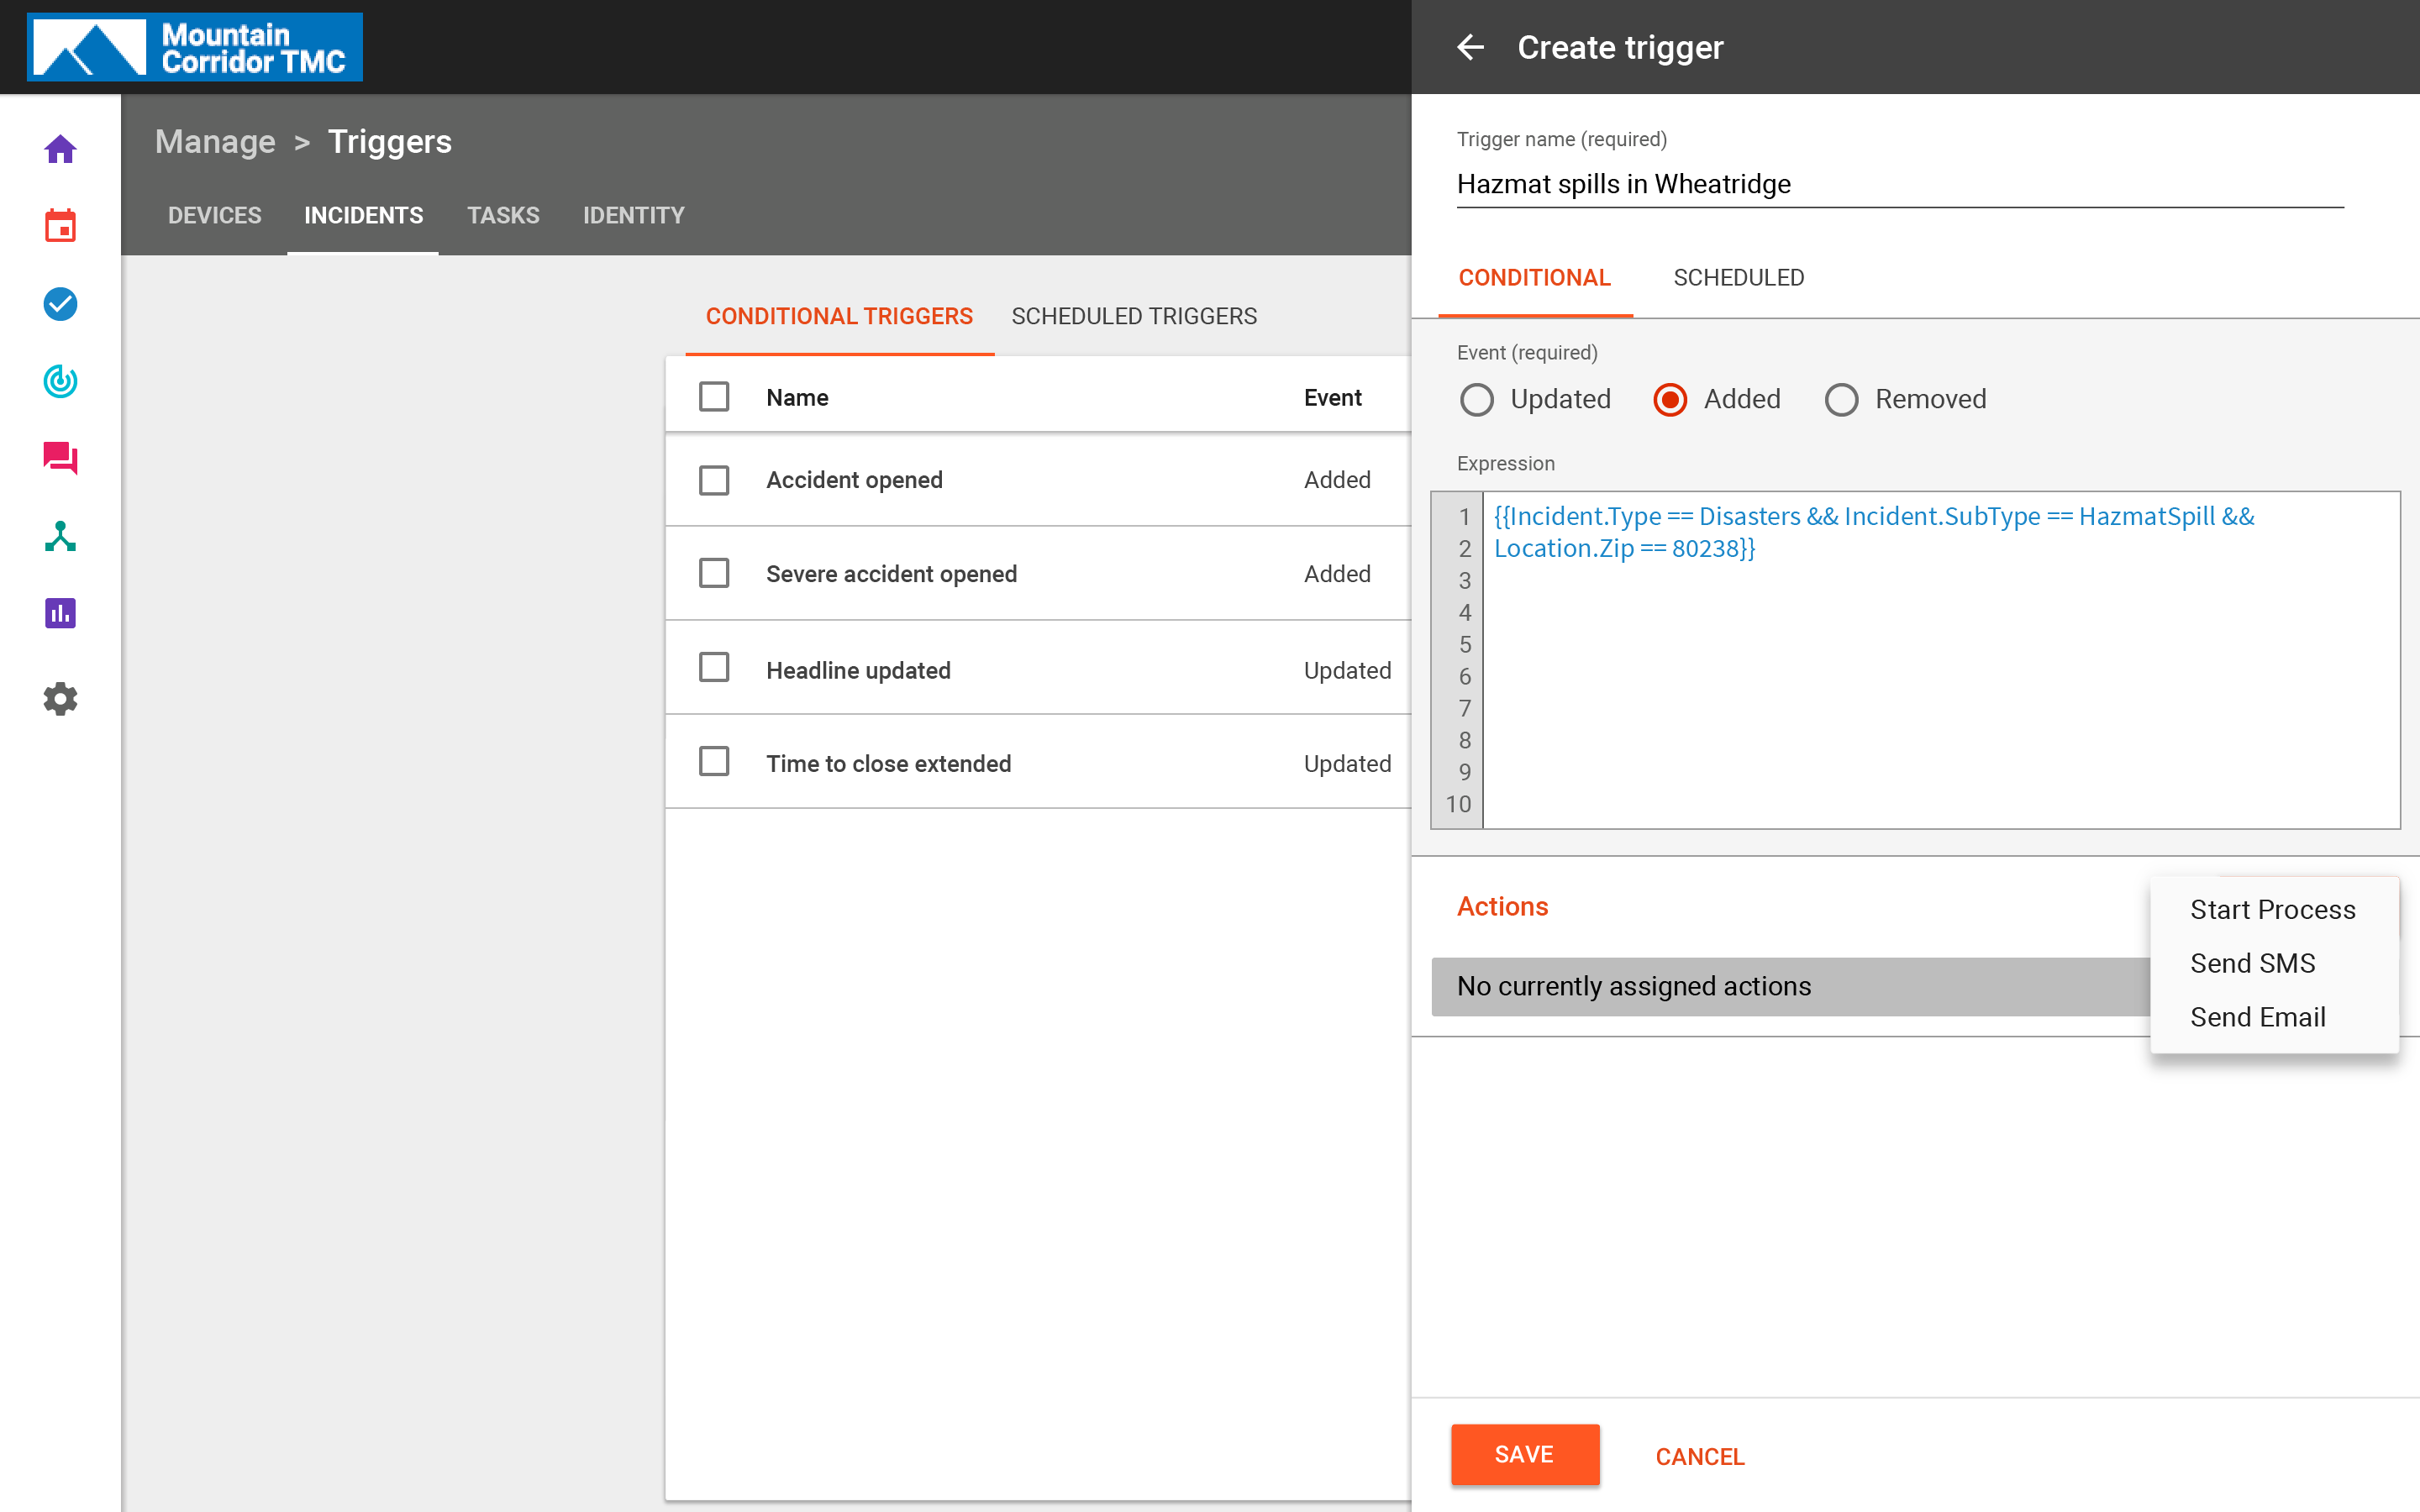 Mountain
Corridor TMC
Create trigger
Manage > Triggers
DEVICES INCIDENTS TASKS IDENTITY
CONDITIONAL TRIGGERS SCHEDULED TRIGGERS
Name Event
Accident opened Added
Severe accident opened Added
Headline updated Updated
Time to close extended Updated
Trigger name (required)
Hazmat spills in Wheatridge
CONDITIONAL SCHEDULED
Event (required)
Updated Added Removed
Expression
1 {{Incident.Type == Disasters && Incident.SubType == HazmatSpill &&
2 Location.Zip == 80238}}
3
4
5
6
7
8
9
10
Actions
Start Process
Send SMS
No currently assigned actions
Send Email
SAVE CANCEL